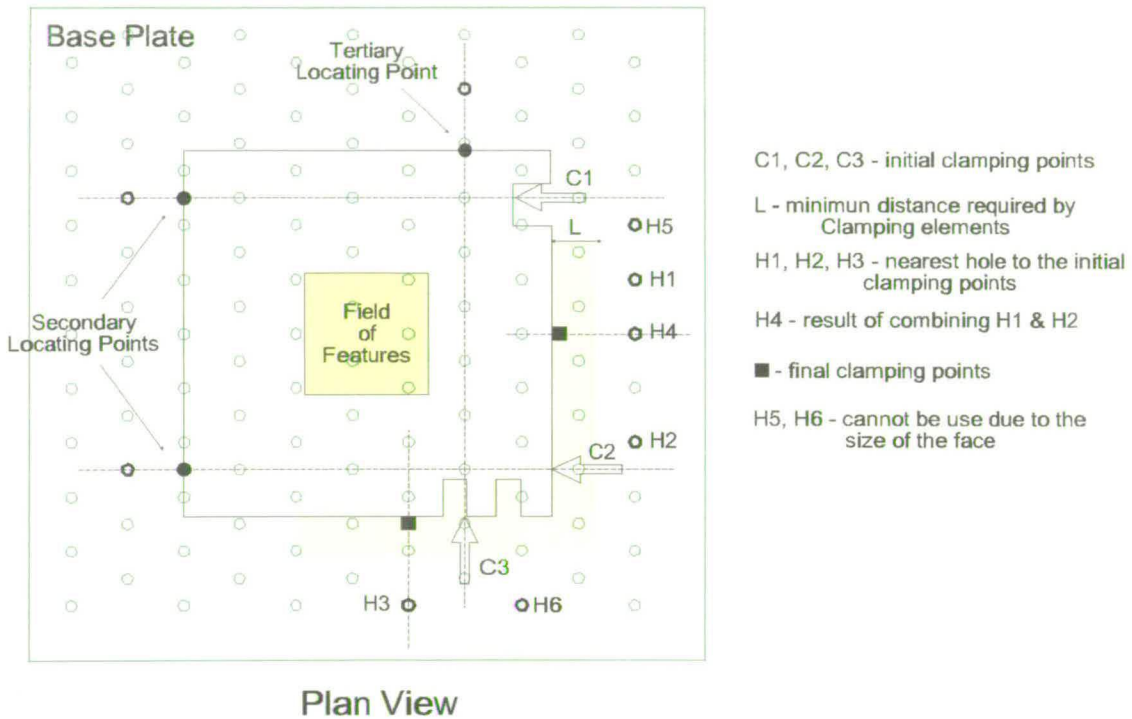 Base Plate
Tertiary
Locating Point
C1
L
H5
H1
Field
of
Features
H4
Secondary
Locating Points
H2
C2
C3
H3
H6
Plan View
C1, C2, C3 - initial clamping points
L - minimun distance required by
Clamping elements
H1, H2, H3 - nearest hole to the initial
clamping points
H4 - result of combining H1 & H2
■ - final clamping points
H5, H6 - cannot be use due to the
size of the face